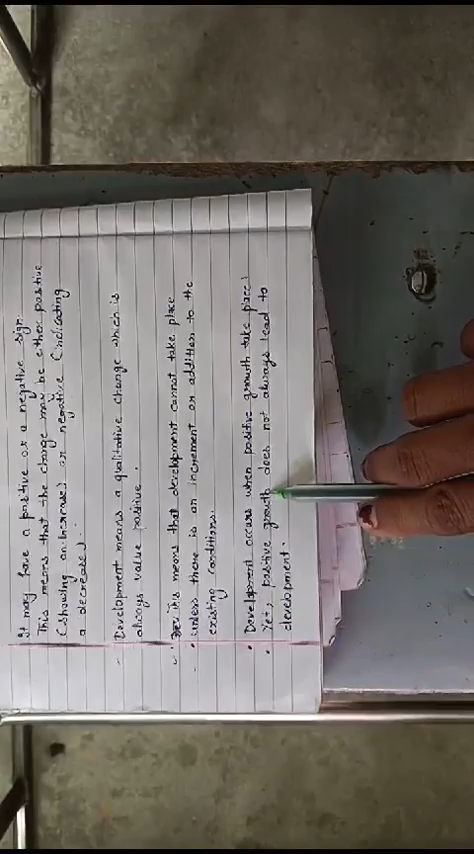 It may have a positive or a negative sign.
This means that the change may be either positive
(showing an increase) or negative (indicating
a decrease).
- Development means a qualitative change which is
always value positive.
• This means that development cannot take place
• unless there is an increment or addition to the
existing conditions.
• Development occurs when positive growth take place.
• Yet, positive growth does not always lead to
development.